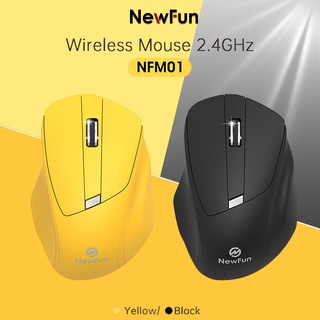 NewFun
Wireless Mouse 2.4GHz
NFM01
NewFun
NewFun
Yellow/ Black